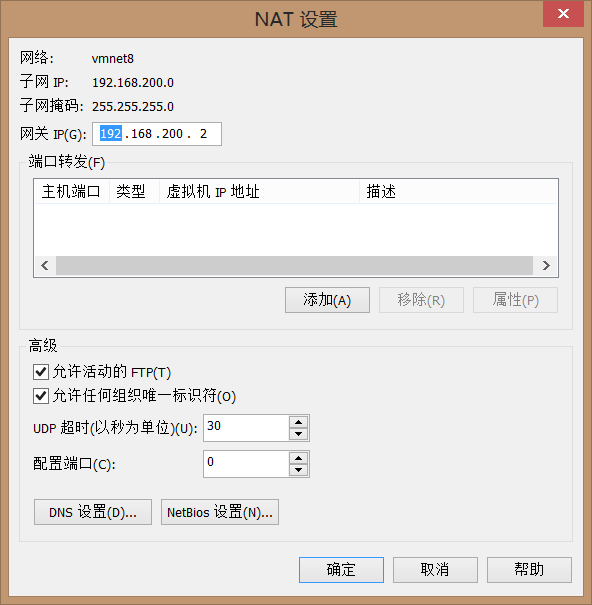 NAT 设置
网络: vmnet8
子网 IP: 192.168.200.0
子网掩码: 255.255.255.0
网关 IP(G): 192 . 168 . 200 . 2
端口转发(F)
主机端口 类型 虚拟机 IP 地址 描述
添加(A) 移除(R) 属性(P)
高级
允许活动的 FTP(T)
允许任何组织唯一标识符(O)
UDP 超时(以秒为单位)(U): 30
配置端口(C): 0
DNS 设置(D)... NetBios 设置(N)...
确定 取消 帮助